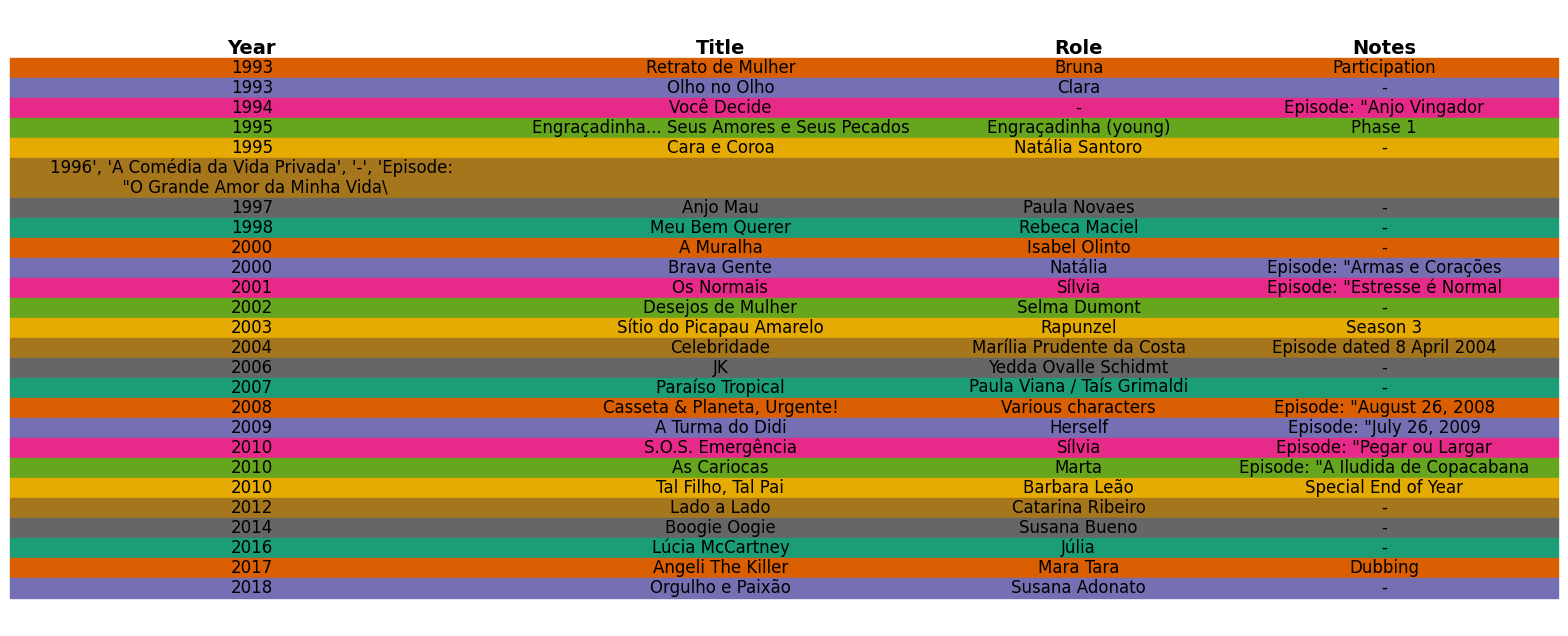 Year Title Role Notes
1993 Retrato de Mulher Bruna Participation
1993 Olho no Olho Clara -
1994 Você Decide - Episode: "Anjo Vingador
1995 Engraçadinha... Seus Amores e Seus Pecados Engraçadinha (young) Phase 1
1995 Cara e Coroa Natália Santoro -
1996', 'A Comédia da Vida Privada', '-', 'Episode:
"O Grande Amor da Minha Vida\
1997 Anjo Mau Paula Novaes -
1998 Meu Bem Querer Rebeca Maciel -
2000 A Muralha Isabel Olinto -
2000 Brava Gente Natália Episode: "Armas e Corações
2001 Os Normais Sílvia Episode: "Estresse é Normal
2002 Desejos de Mulher Selma Dumont -
2003 Sítio do Picapau Amarelo Rapunzel Season 3
2004 Celebridade Marília Prudente da Costa Episode dated 8 April 2004
2006 JK Yedda Ovalle Schidmt -
2007 Paraíso Tropical Paula Viana / Taís Grimaldi -
2008 Casseta & Planeta, Urgente! Various characters Episode: "August 26, 2008
2009 A Turma do Didi Herself Episode: "July 26, 2009
2010 S.O.S. Emergência Sílvia Episode: "Pegar ou Largar
2010 As Cariocas Marta Episode: "A Iludida de Copacabana
2010 Tal Filho, Tal Pai Barbara Leão Special End of Year
2012 Lado a Lado Catarina Ribeiro -
2014 Boogie Oogie Susana Bueno -
2016 Lúcia McCartney Júlia -
2017 Angeli The Killer Mara Tara Dubbing
2018 Orgulho e Paixão Susana Adonato -